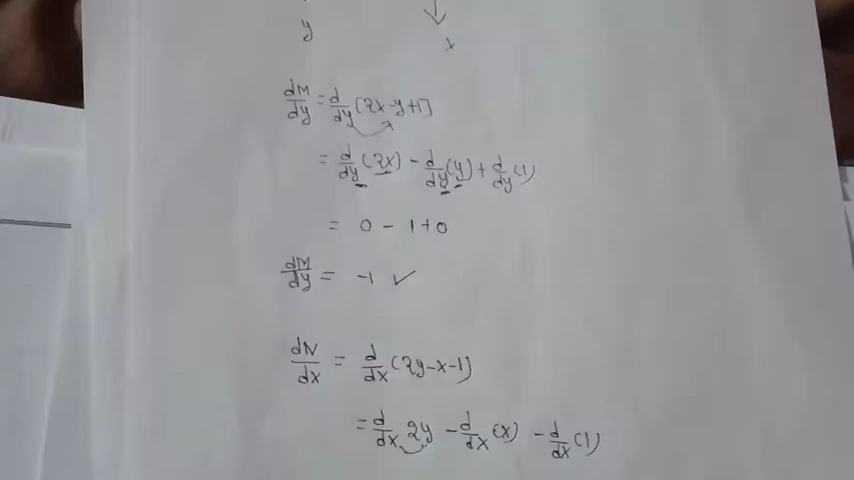 y
x
dM/dy = d/dy [2x-y+1]
= d/dy (2x) - d/dy (y) + d/dy (1)
= 0 - 1 + 0
dM/dy = -1 ✓
dN/dx = d/dx (2y-x-1)
= d/dx 2y - d/dx (x) - d/dx (1)